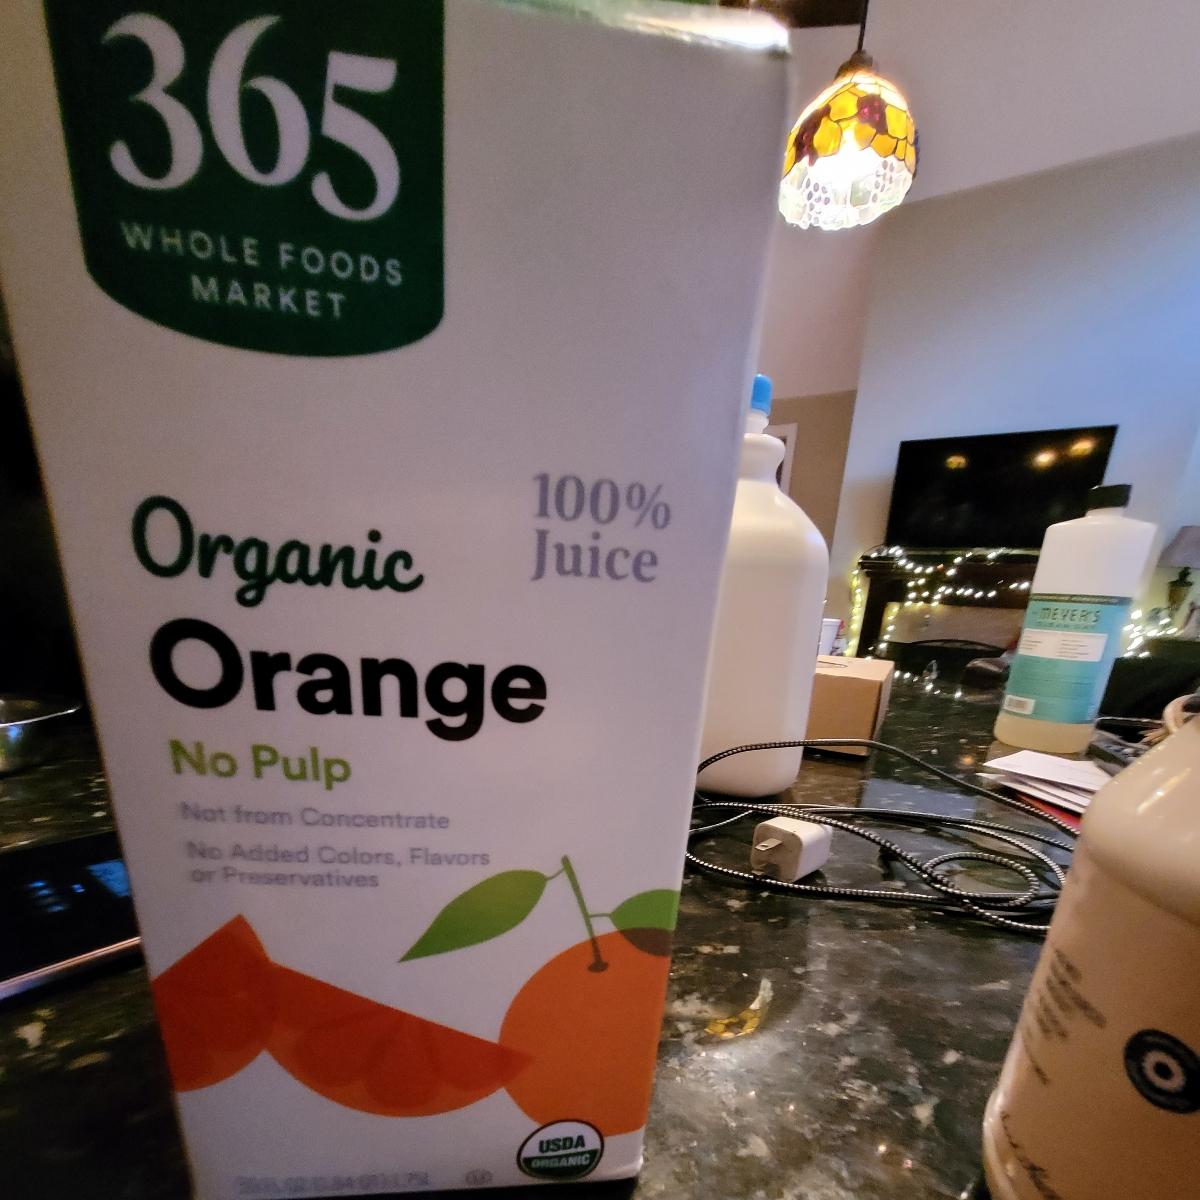 365
WHOLE FOODS
MARKET
100%
Juice
Organic
Orange
No Pulp
Not from Concentrate
No Added Colors, Flavors
or Preservatives
USDA
ORGANIC
MEYER'S